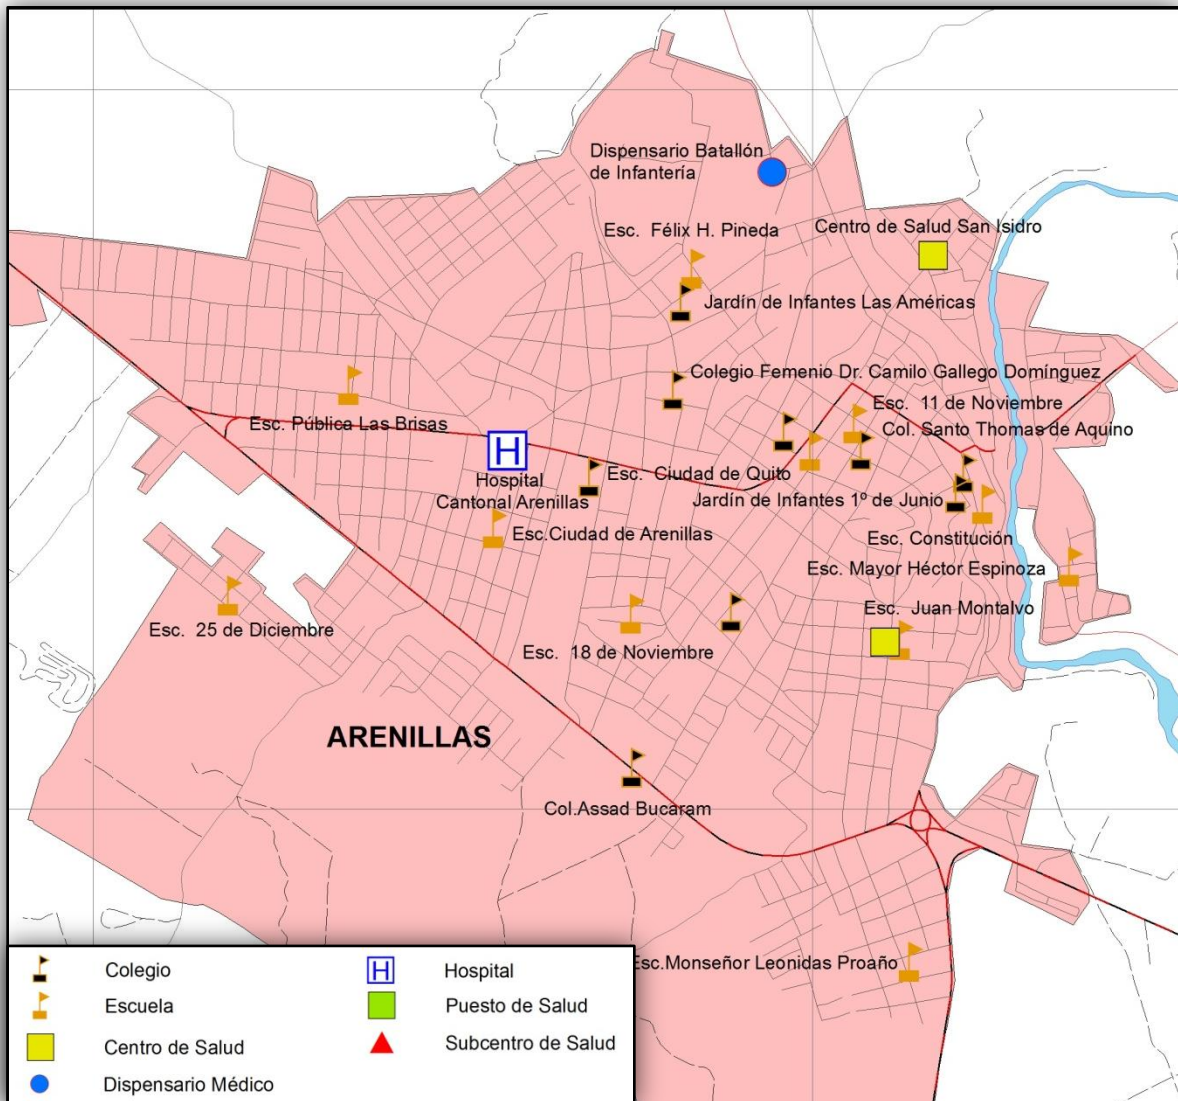 Dispensario Batallón
de Infantería
Esc. Félix H. Pineda
Centro de Salud San Isidro
Jardín de Infantes Las Américas
Colegio Femenio Dr. Camilo Gallego Domínguez
Esc. 11 de Noviembre
Esc. Pública Las Brisas
Col. Santo Thomas de Aquino
H
Hospital
Cantonal Arenillas
Esc. Ciudad de Quito
Jardín de Infantes 1º de Junio
Esc.Ciudad de Arenillas
Esc. Constitución
Esc. Mayor Héctor Espinoza
Esc. Juan Montalvo
Esc. 25 de Diciembre
Esc. 18 de Noviembre
ARENILLAS
Col.Assad Bucaram
Esc.Monseñor Leonidas Proaño
Colegio
Escuela
Centro de Salud
Dispensario Médico
H Hospital
Puesto de Salud
Subcentro de Salud